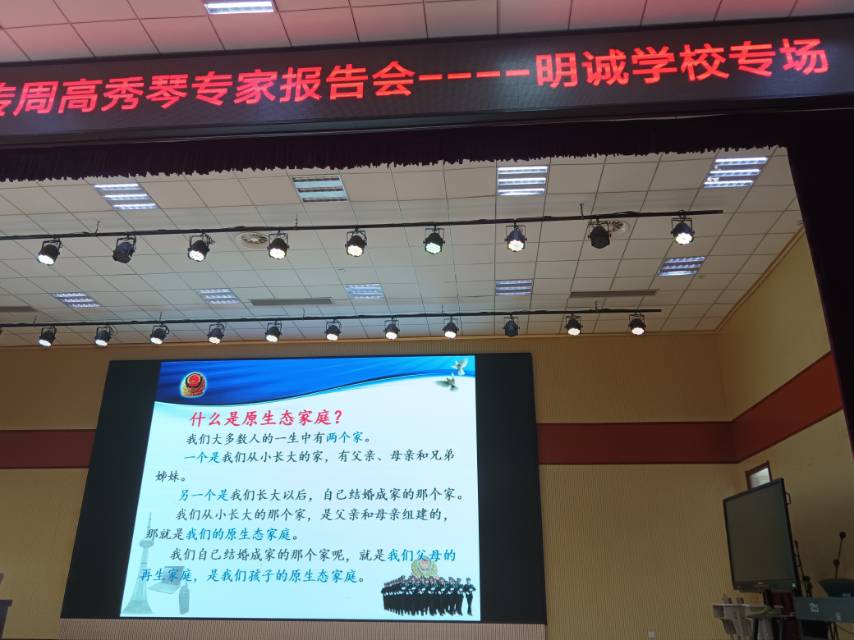 传周高秀琴专家报告会----明诚学校专场
什么是原生态家庭？
我们大多数人的一生中有两个家。
一个是我们从小长大的家，有父亲、母亲和兄弟
姊妹。
另一个是我们长大以后，自己结婚成家的那个家。
我们从小长大的那个家，是父亲和母亲组建的，
那就是我们的原生态家庭。
我们自己结婚成家的那个家呢，就是我们父母的
再生家庭，是我们孩子的原生态家庭。